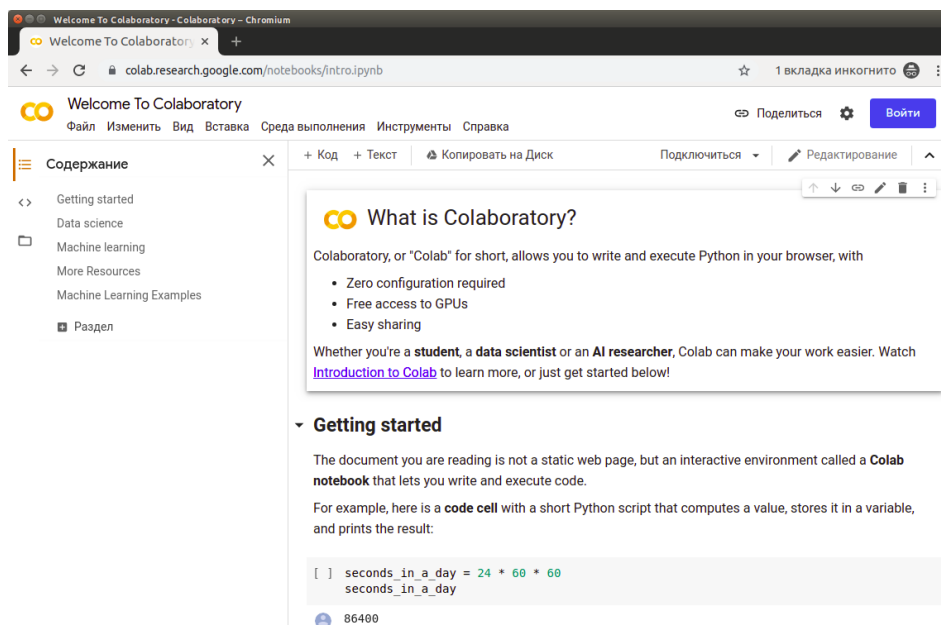 Welcome To Colaboratory - Colaboratory – Chromium
Welcome To Colaboratory
colab.research.google.com/notebooks/intro.ipynb
1 вкладка инкогнито
Welcome To Colaboratory
Файл Изменить Вид Вставка Среда выполнения Инструменты Справка
Поделиться
Войти
Содержание
Getting started
Data science
Machine learning
More Resources
Machine Learning Examples
Раздел
+ Код + Текст Копировать на Диск Подключиться Редактирование
What is Colaboratory?
Colaboratory, or "Colab" for short, allows you to write and execute Python in your browser, with
• Zero configuration required
• Free access to GPUs
• Easy sharing
Whether you're a student, a data scientist or an AI researcher, Colab can make your work easier. Watch
Introduction to Colab to learn more, or just get started below!
Getting started
The document you are reading is not a static web page, but an interactive environment called a Colab
notebook that lets you write and execute code.
For example, here is a code cell with a short Python script that computes a value, stores it in a variable,
and prints the result:
[ ] seconds_in_a_day = 24 * 60 * 60
seconds_in_a_day
86400